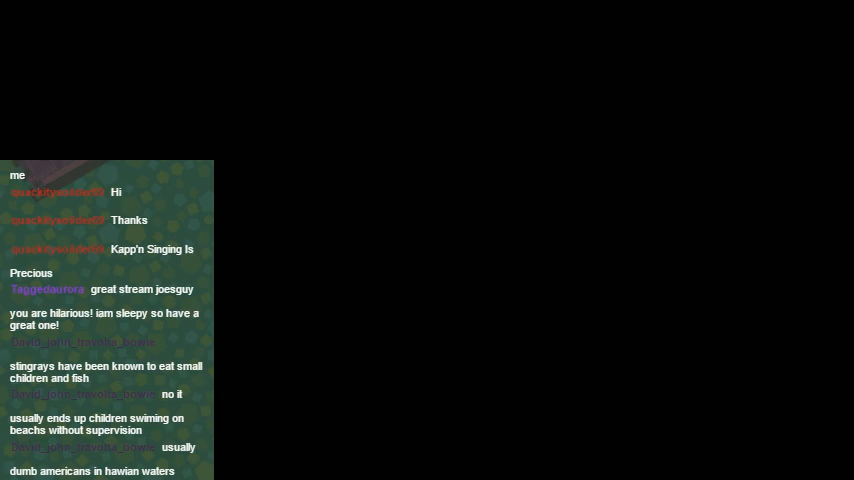 me
Hi
Thanks
Kapp'n Singing Is
Precious
Taggedaurora great stream joesguy
you are hilarious! iam sleepy so have a
great one!
David_john_travolta_bowie
stingrays have been known to eat small
children and fish
David_john_travolta_bowie no it
usually ends up children swiming on
beachs without supervision
David_john_travolta_bowie usually
dumb americans in hawian waters